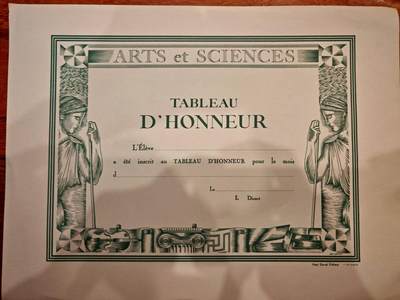 ARTS et SCIENCES
TABLEAU
D'HONNEUR
L'Élève
a été inscrit au TABLEAU D'HONNEUR pour le mois
d
Le
L Direct